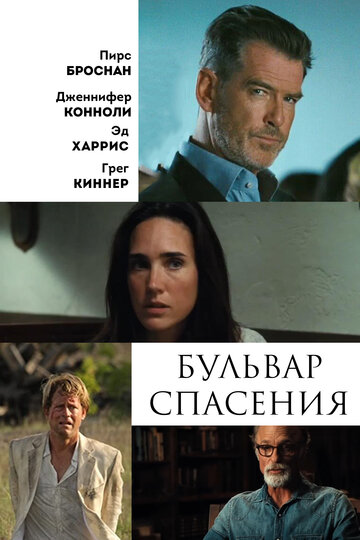 Пирс
БРОСНАН
Дженнифер
КОННОЛИ
Эд
ХАРРИС
Грег
КИННЕР
БУЛЬВАР
СПАСЕНИЯ